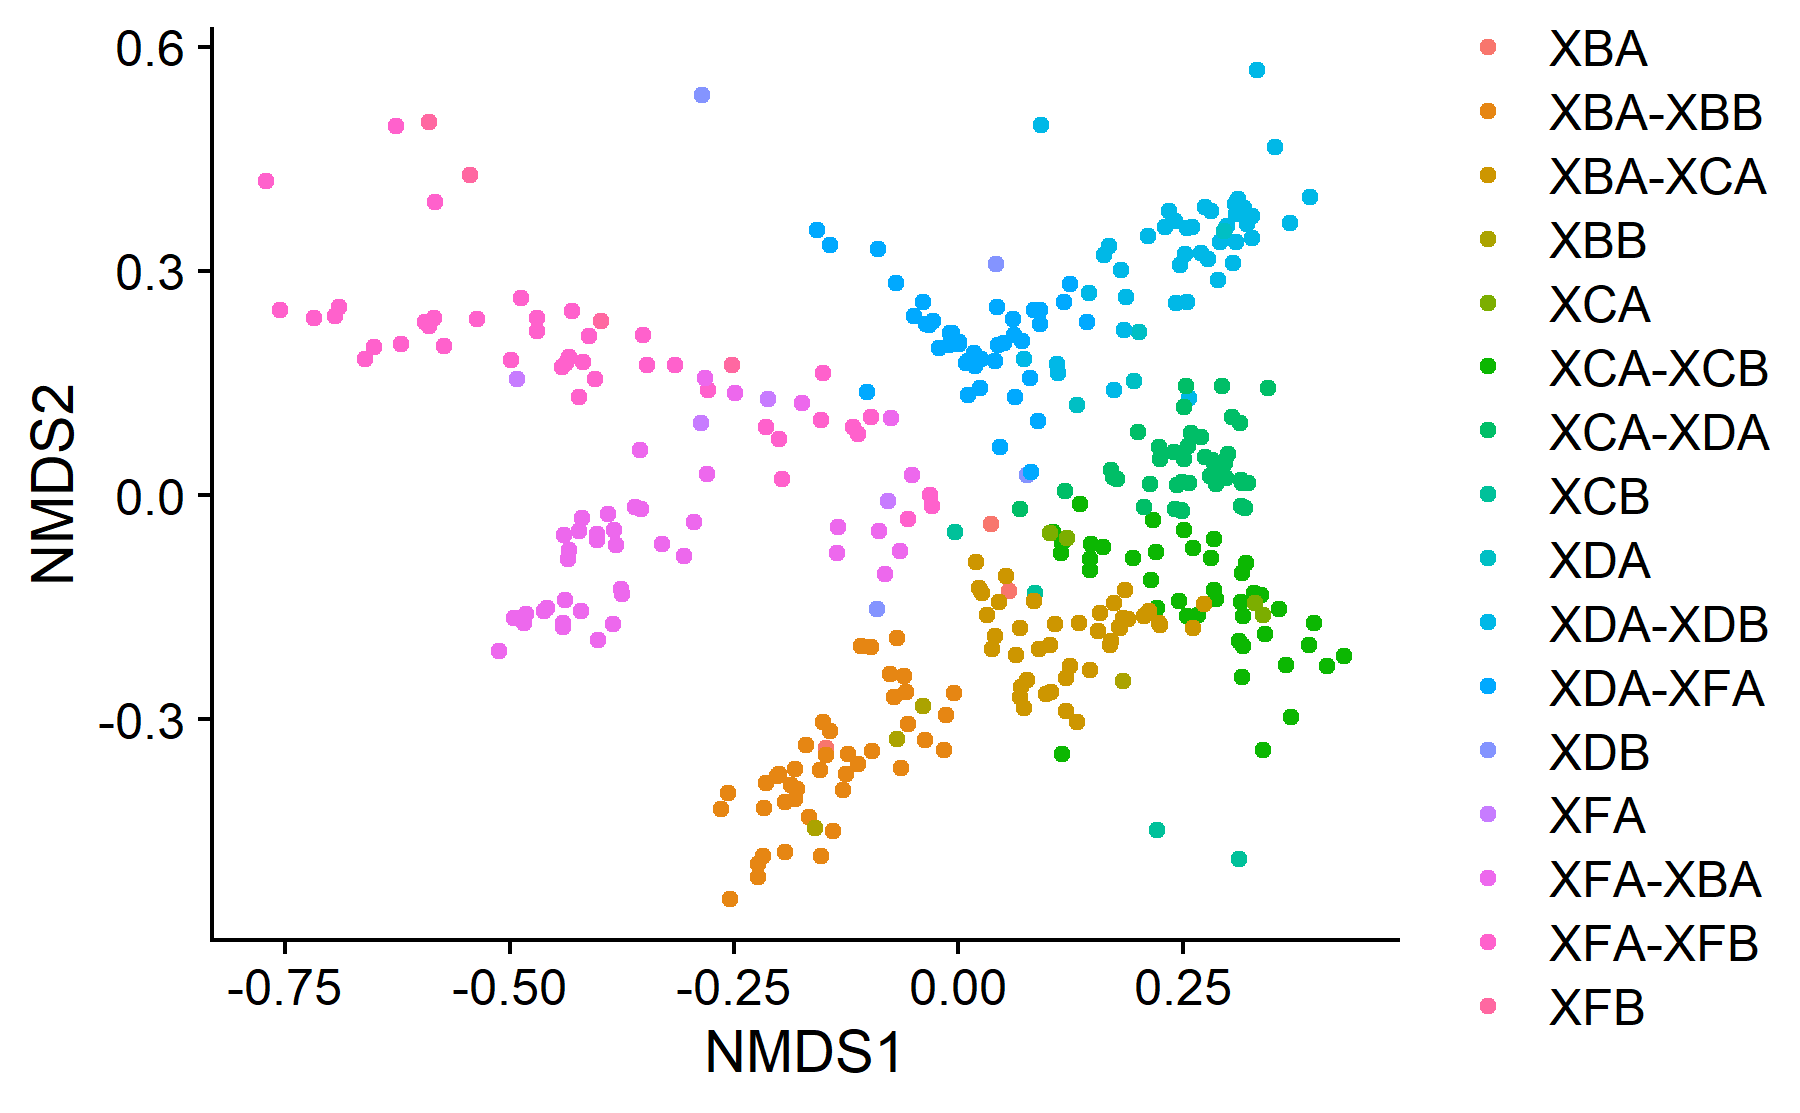 0.6
0.3
0.0
-0.3
NMDS2
-0.75
-0.50
-0.25
0.00
0.25
NMDS1
XBA
XBA-XBB
XBA-XCA
XBB
XCA
XCA-XCB
XCA-XDA
XCB
XDA
XDA-XDB
XDA-XFA
XDB
XFA
XFA-XBA
XFA-XFB
XFB